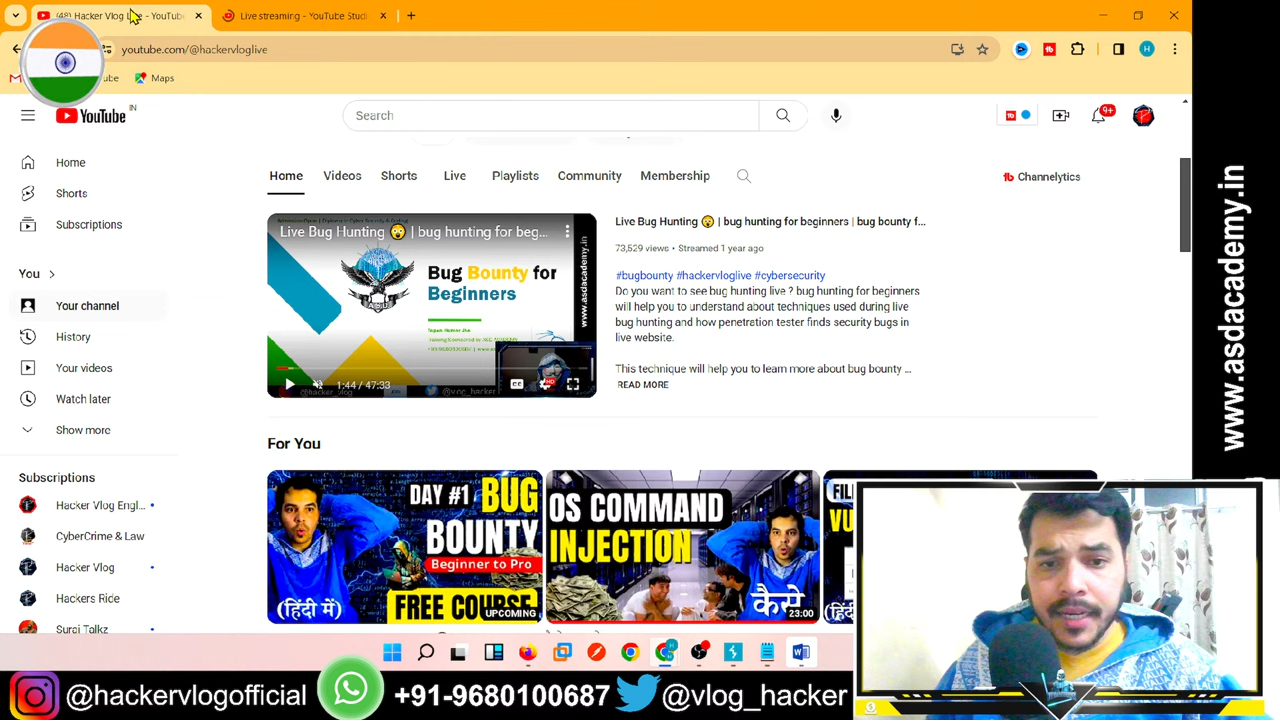 (48) Hacker Vlog Live - YouTube
Live streaming - YouTube Studi
youtube.com/@hackervloglive
Maps
YouTube IN
Search
9+
Home
Shorts
Subscriptions
You
Your channel
History
Your videos
Watch later
Show more
Subscriptions
Hacker Vlog Engl...
CyberCrime & Law
Hacker Vlog
Hackers Ride
Suraj Talkz
Home
Videos
Shorts
Live
Playlists
Community
Membership
Channelytics
Live Bug Hunting 😲 | bug hunting for beg...
Bug Bounty for
Beginners
www.asdacademy.in
1:44 / 47:33
Live Bug Hunting 😲 | bug hunting for beginners | bug bounty f...
73,529 views • Streamed 1 year ago
#bugbounty #hackervloglive #cybersecurity
Do you want to see bug hunting live ? bug hunting for beginners
will help you to understand about techniques used during live
bug hunting and how penetration tester finds security bugs in
live website.
This technique will help you to learn more about bug bounty ...
READ MORE
For You
DAY #1 BUG
BOUNTY
Beginner to Pro
(हिंदी में)
FREE COURSE
UPCOMING
OS COMMAND
INJECTION
कैसे
23:00
www.asdacademy.in
@hackervlogofficial
+91-9680100687
@vlog_hacker